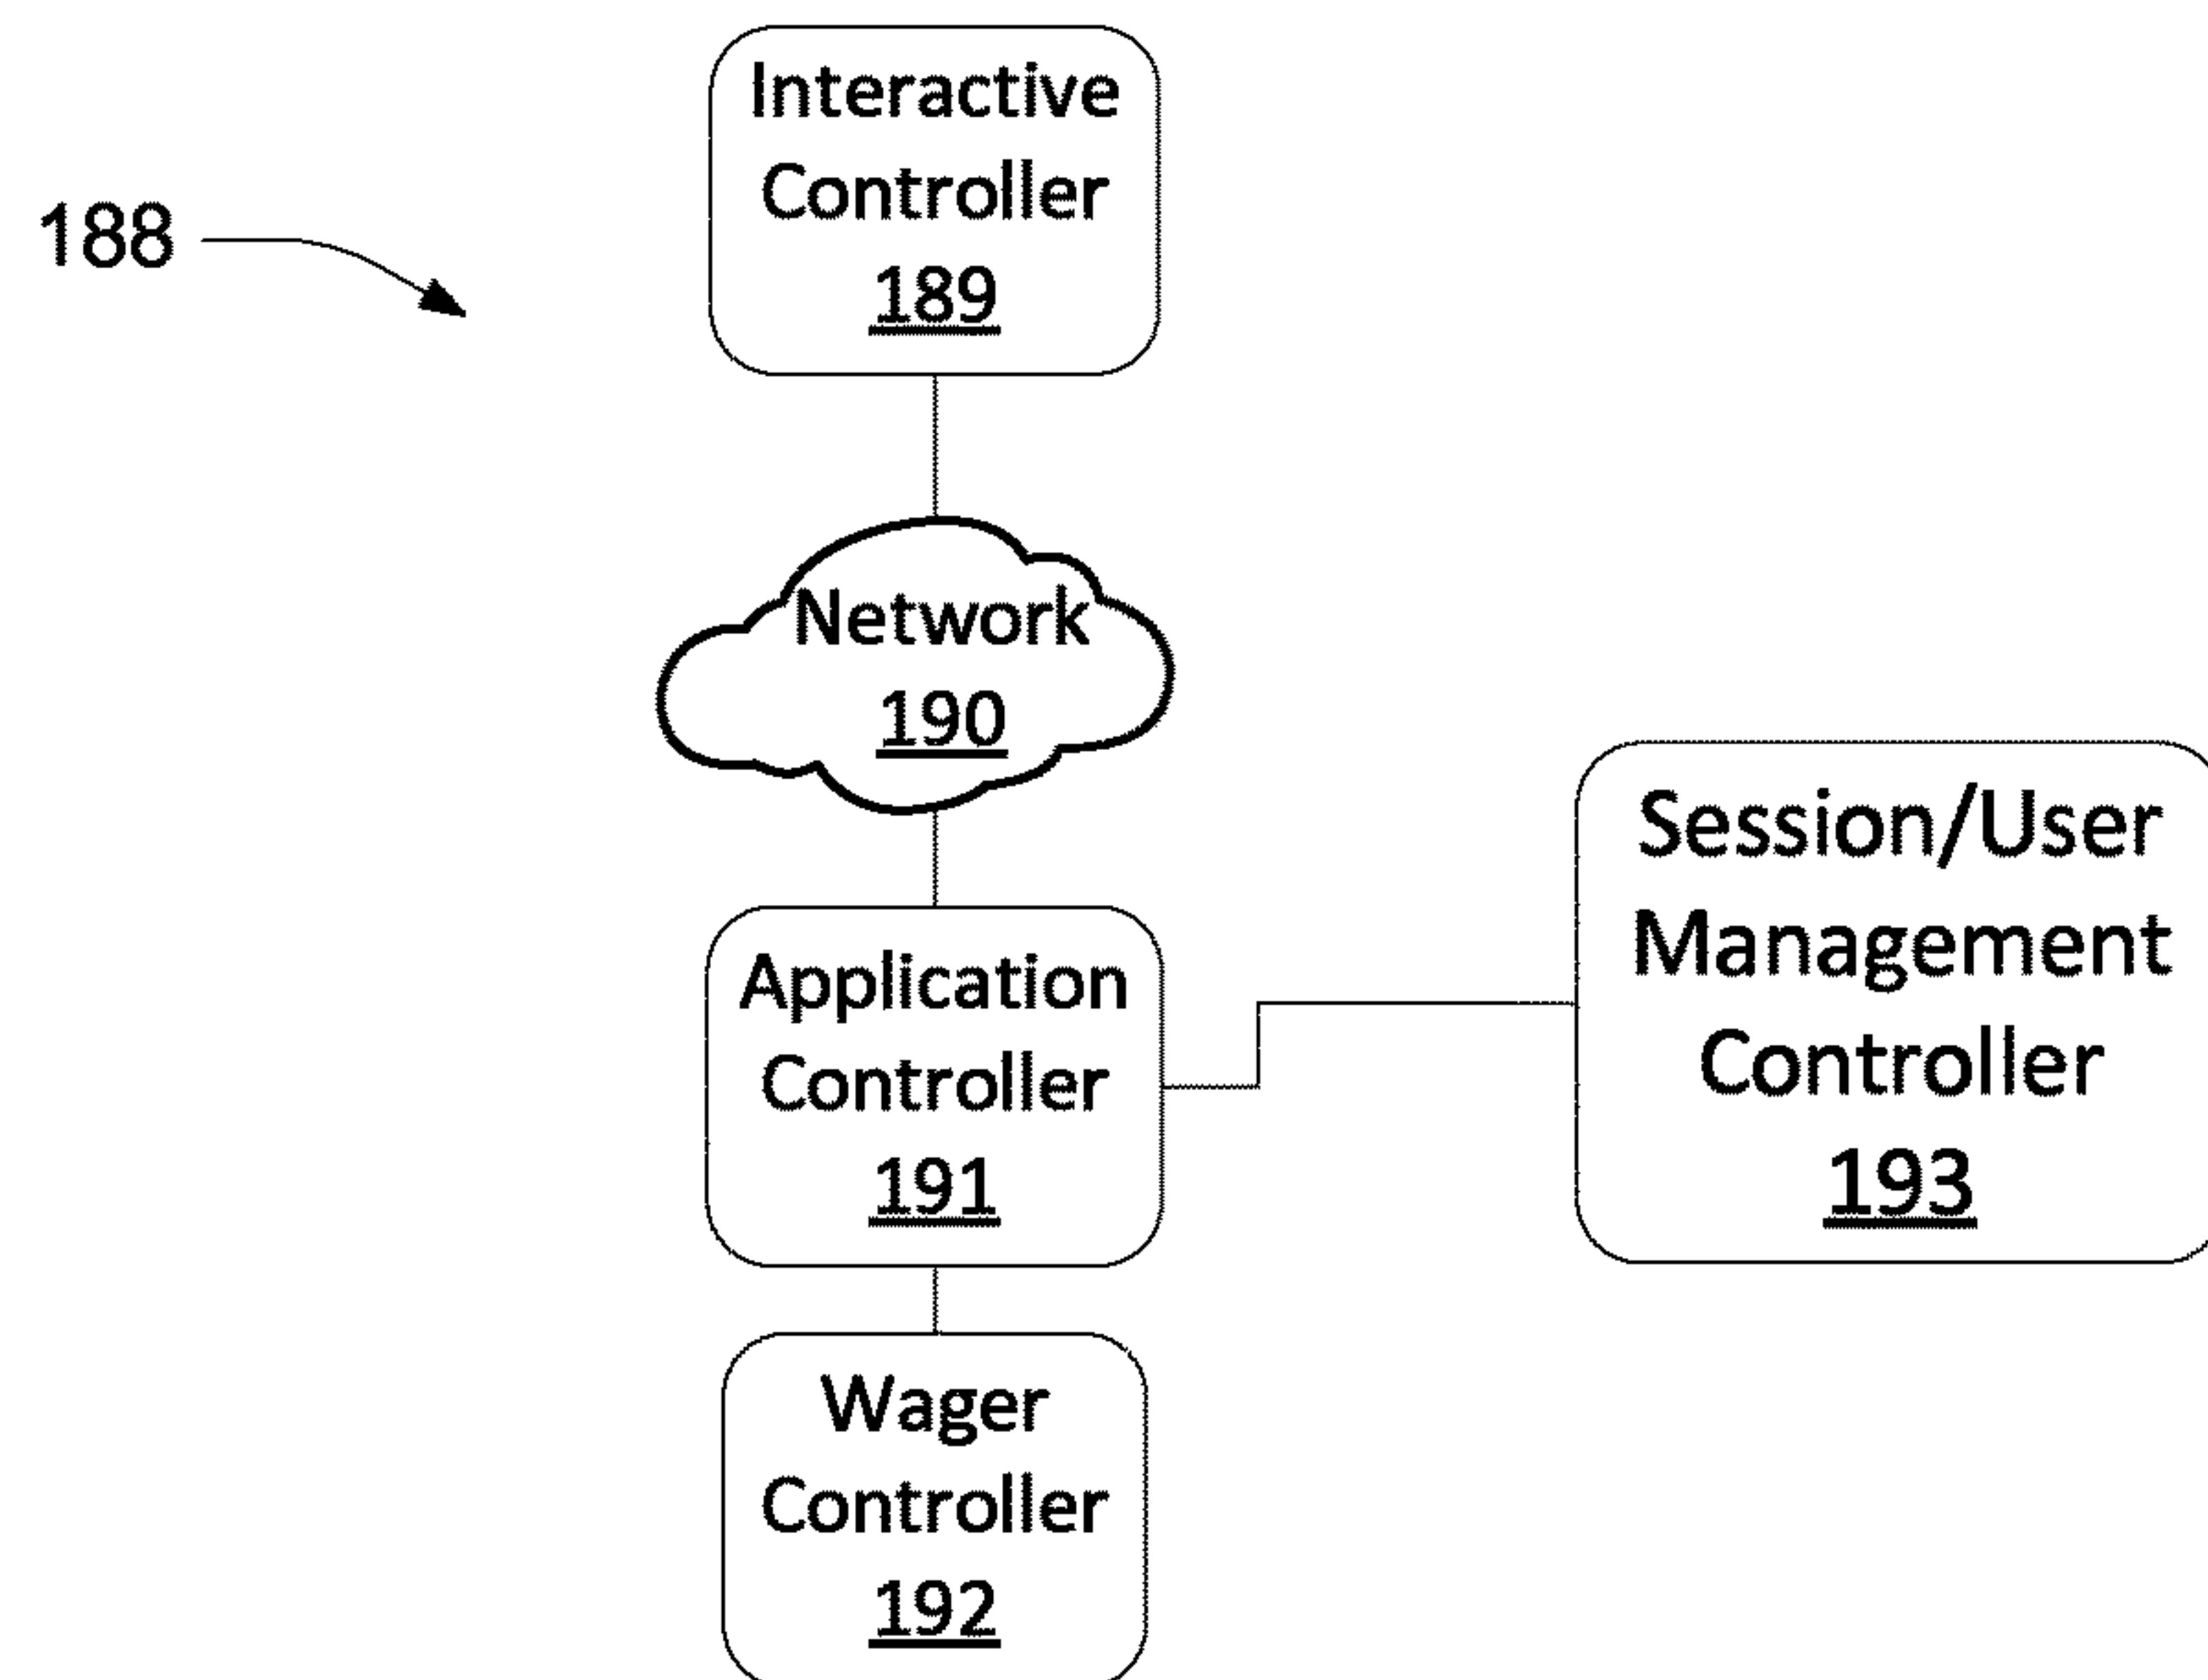 Interactive
Controller
189
188
Network
190
Application
Controller
191
Session/User
Management
Controller
193
Wager
Controller
192